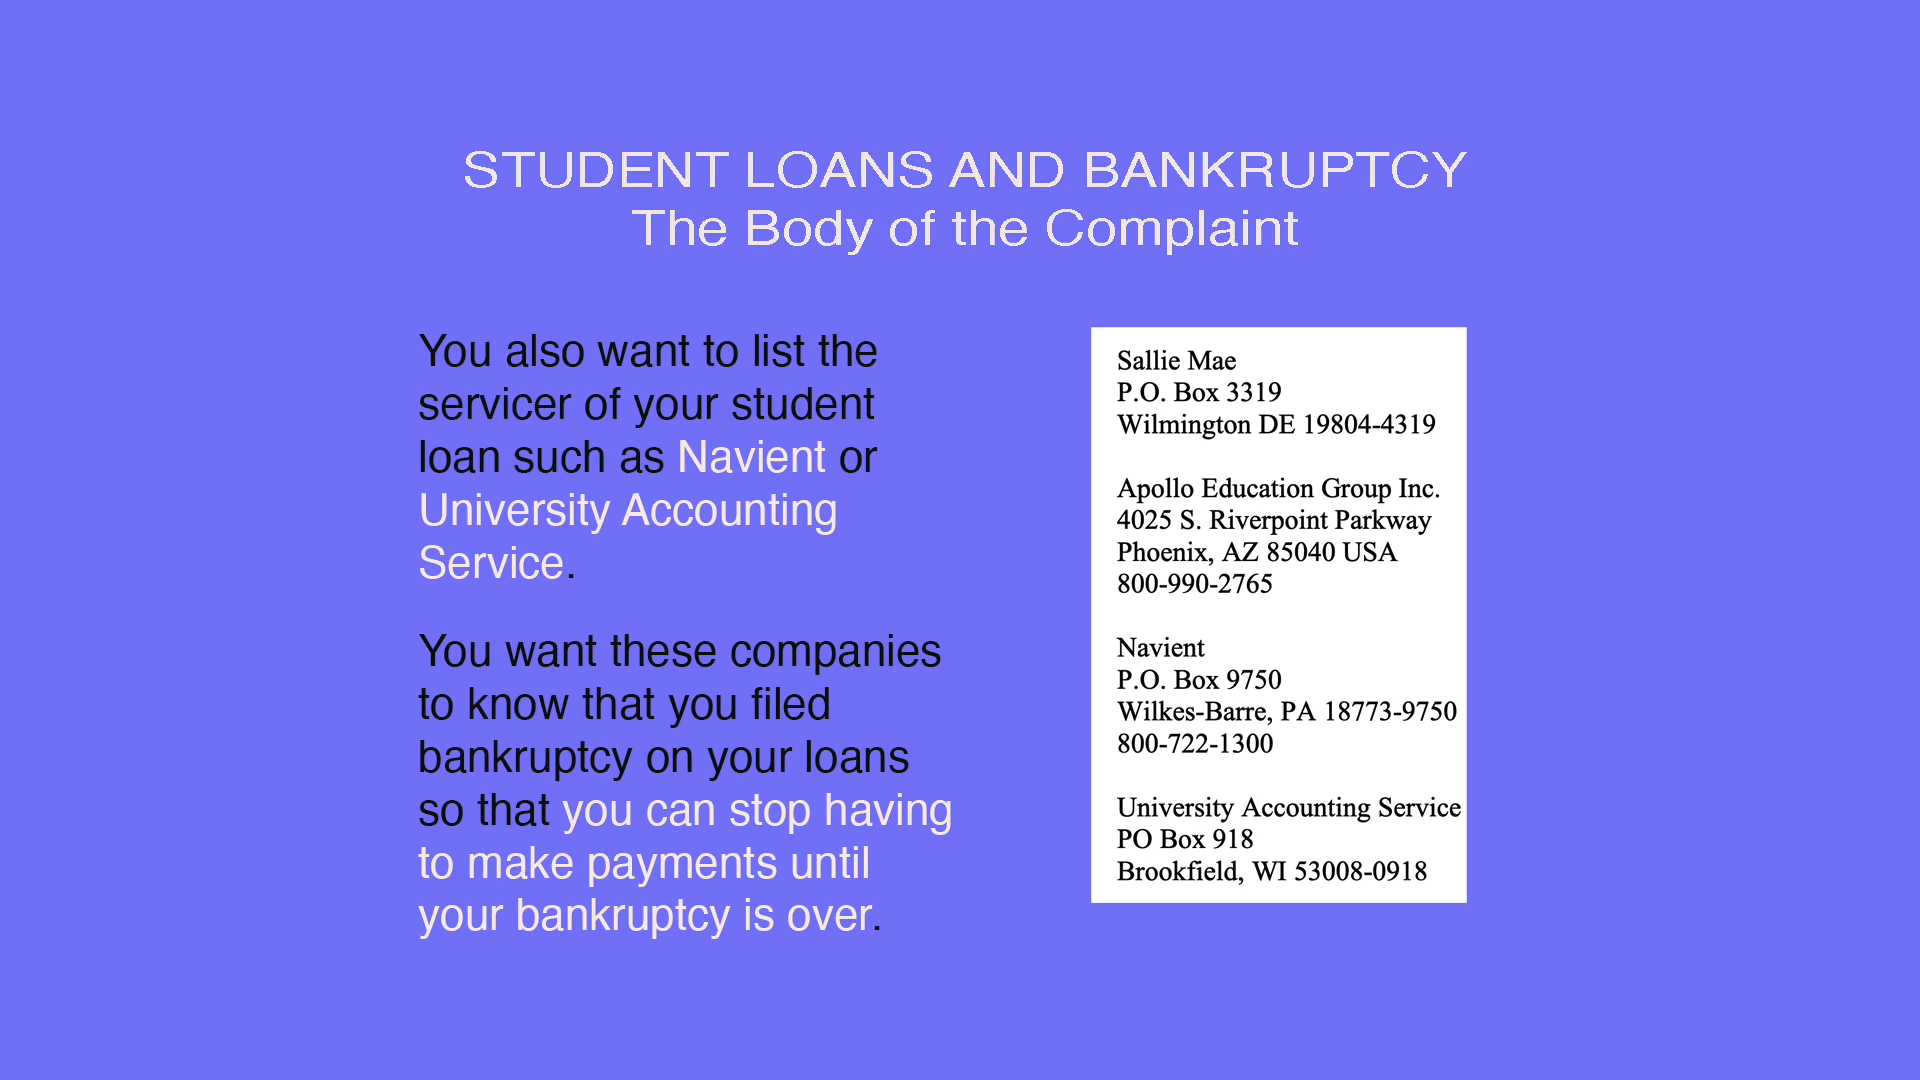 STUDENT LOANS AND BANKRUPTCY
The Body of the Complaint
You also want to list the
servicer of your student
loan such as Navient or
University Accounting
Service.
You want these companies
to know that you filed
bankruptcy on your loans
so that you can stop having
to make payments until
your bankruptcy is over.
Sallie Mae
P.O. Box 3319
Wilmington DE 19804-4319
Apollo Education Group Inc.
4025 S. Riverpoint Parkway
Phoenix, AZ 85040 USA
800-990-2765
Navient
P.O. Box 9750
Wilkes-Barre, PA 18773-9750
800-722-1300
University Accounting Service
PO Box 918
Brookfield, WI 53008-0918